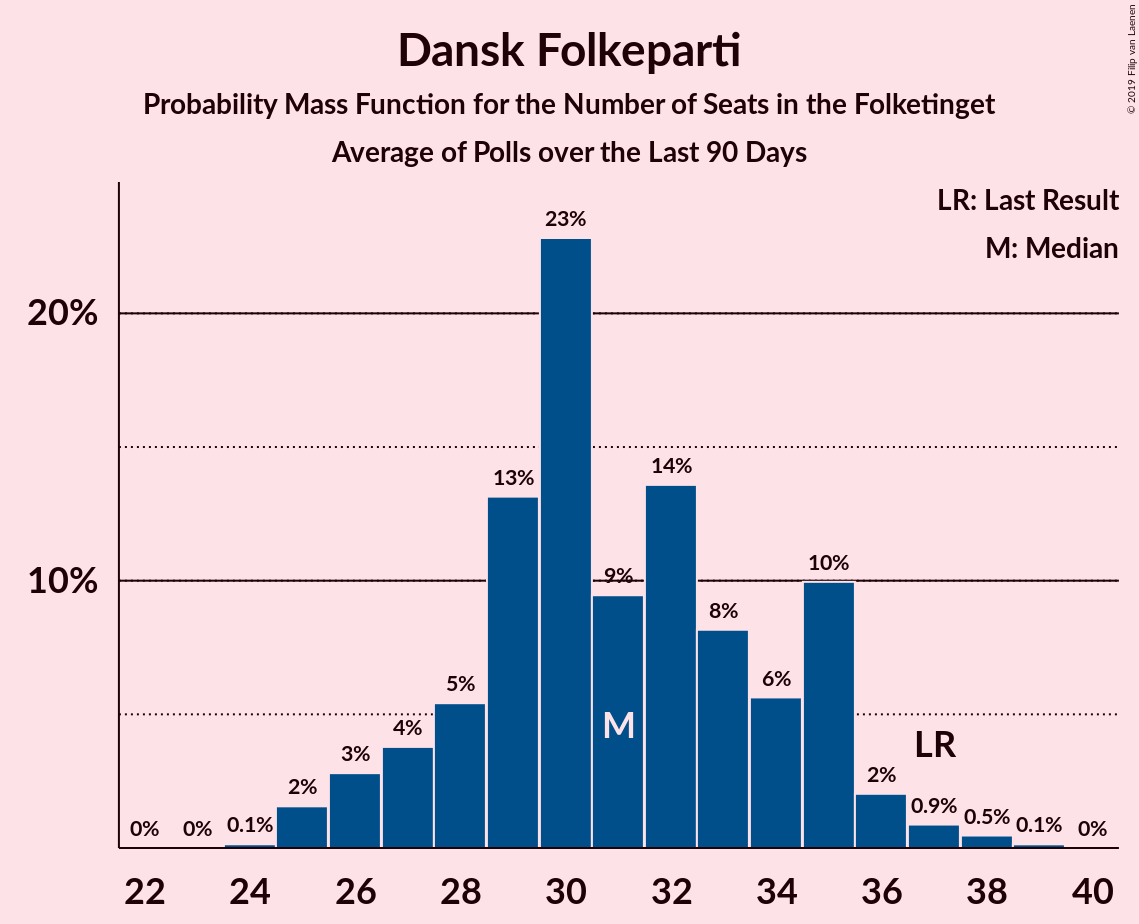 Dansk Folkeparti
Probability Mass Function for the Number of Seats in the Folketinget
Average of Polls over the Last 90 Days
© 2019 Filip van Laenen
LR: Last Result
M: Median
20%
10%
0%
0%
0.1%
2%
3%
4%
5%
13%
23%
9%
14%
8%
6%
10%
2%
0.9%
0.5%
0.1%
0%
M
LR
22 24 26 28 30 32 34 36 38 40